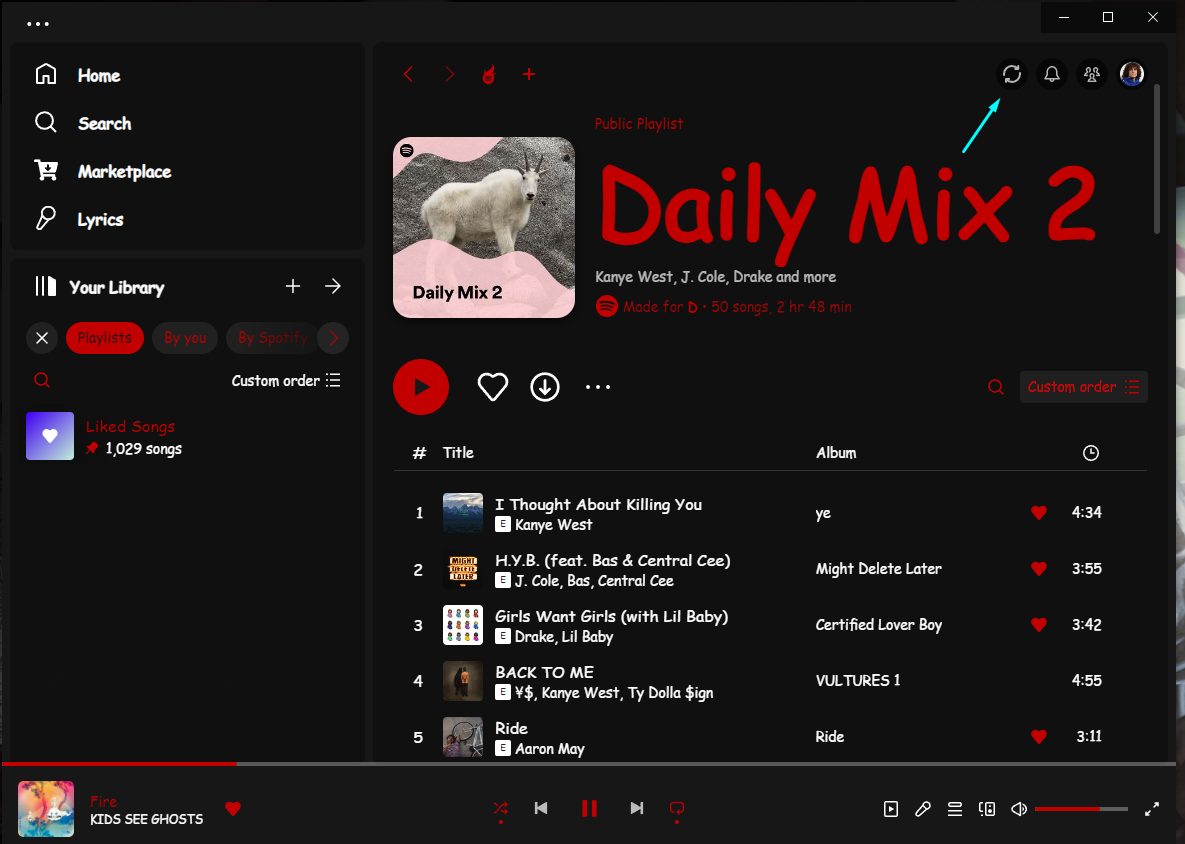 Home
Search
Marketplace
Lyrics
Your Library
Playlists By you By Spotify
Custom order
Liked Songs
1,029 songs
Public Playlist
Daily Mix 2
Daily Mix 2
Kanye West, J. Cole, Drake and more
Made for D • 50 songs, 2 hr 48 min
Custom order
# Title Album
1 I Thought About Killing You ye 4:34
E Kanye West
2 H.Y.B. (feat. Bas & Central Cee) Might Delete Later 3:55
E J. Cole, Bas, Central Cee
MIGHT
DELETE
LATER
3 Girls Want Girls (with Lil Baby) Certified Lover Boy 3:42
E Drake, Lil Baby
4 BACK TO ME VULTURES 1 4:55
E ¥$, Kanye West, Ty Dolla $ign
5 Ride Ride 3:11
E Aaron May
Fire
KIDS SEE GHOSTS